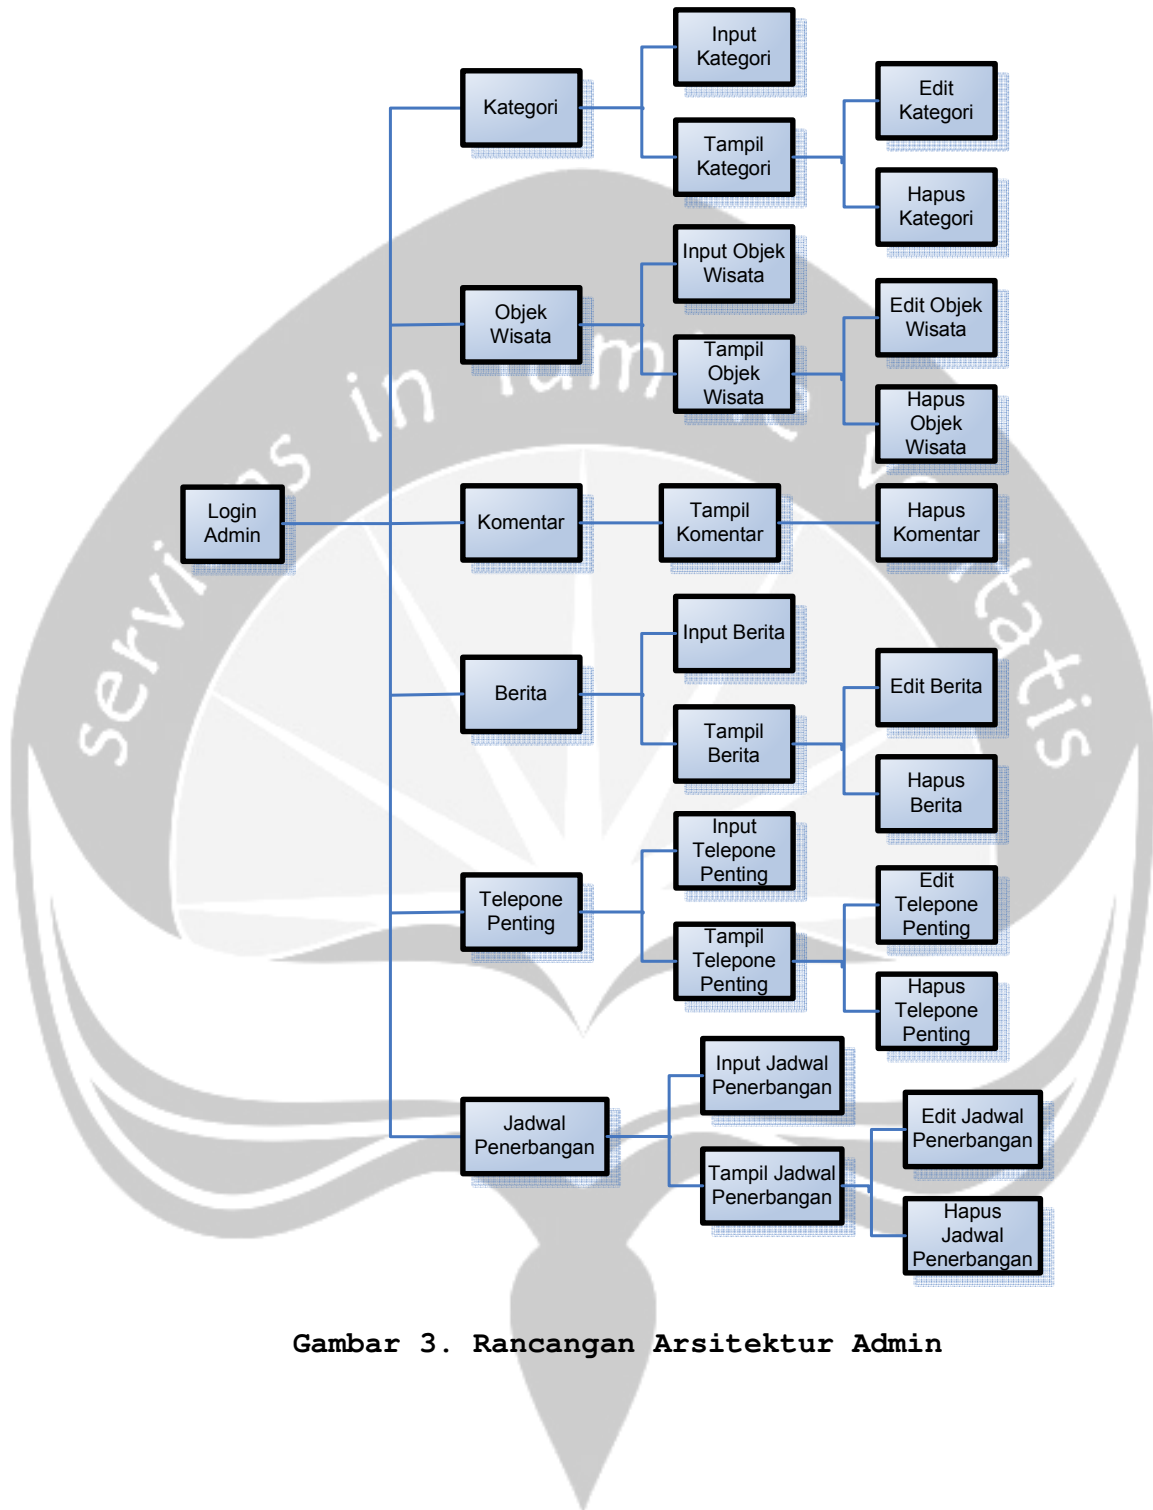 Input
Kategori
Kategori
Tampil
Kategori
Edit
Kategori
Hapus
Kategori
Input Objek
Wisata
Objek
Wisata
Tampil
Objek
Wisata
Edit Objek
Wisata
Hapus
Objek
Wisata
Login
Admin
Komentar
Tampil
Komentar
Hapus
Komentar
Input Berita
Berita
Tampil
Berita
Edit Berita
Hapus
Berita
Input
Telepone
Penting
Telepone
Penting
Tampil
Telepone
Penting
Edit
Telepone
Penting
Hapus
Telepone
Penting
Input Jadwal
Penerbangan
Jadwal
Penerbangan
Tampil Jadwal
Penerbangan
Edit Jadwal
Penerbangan
Hapus
Jadwal
Penerbangan
Gambar 3. Rancangan Arsitektur Admin
in